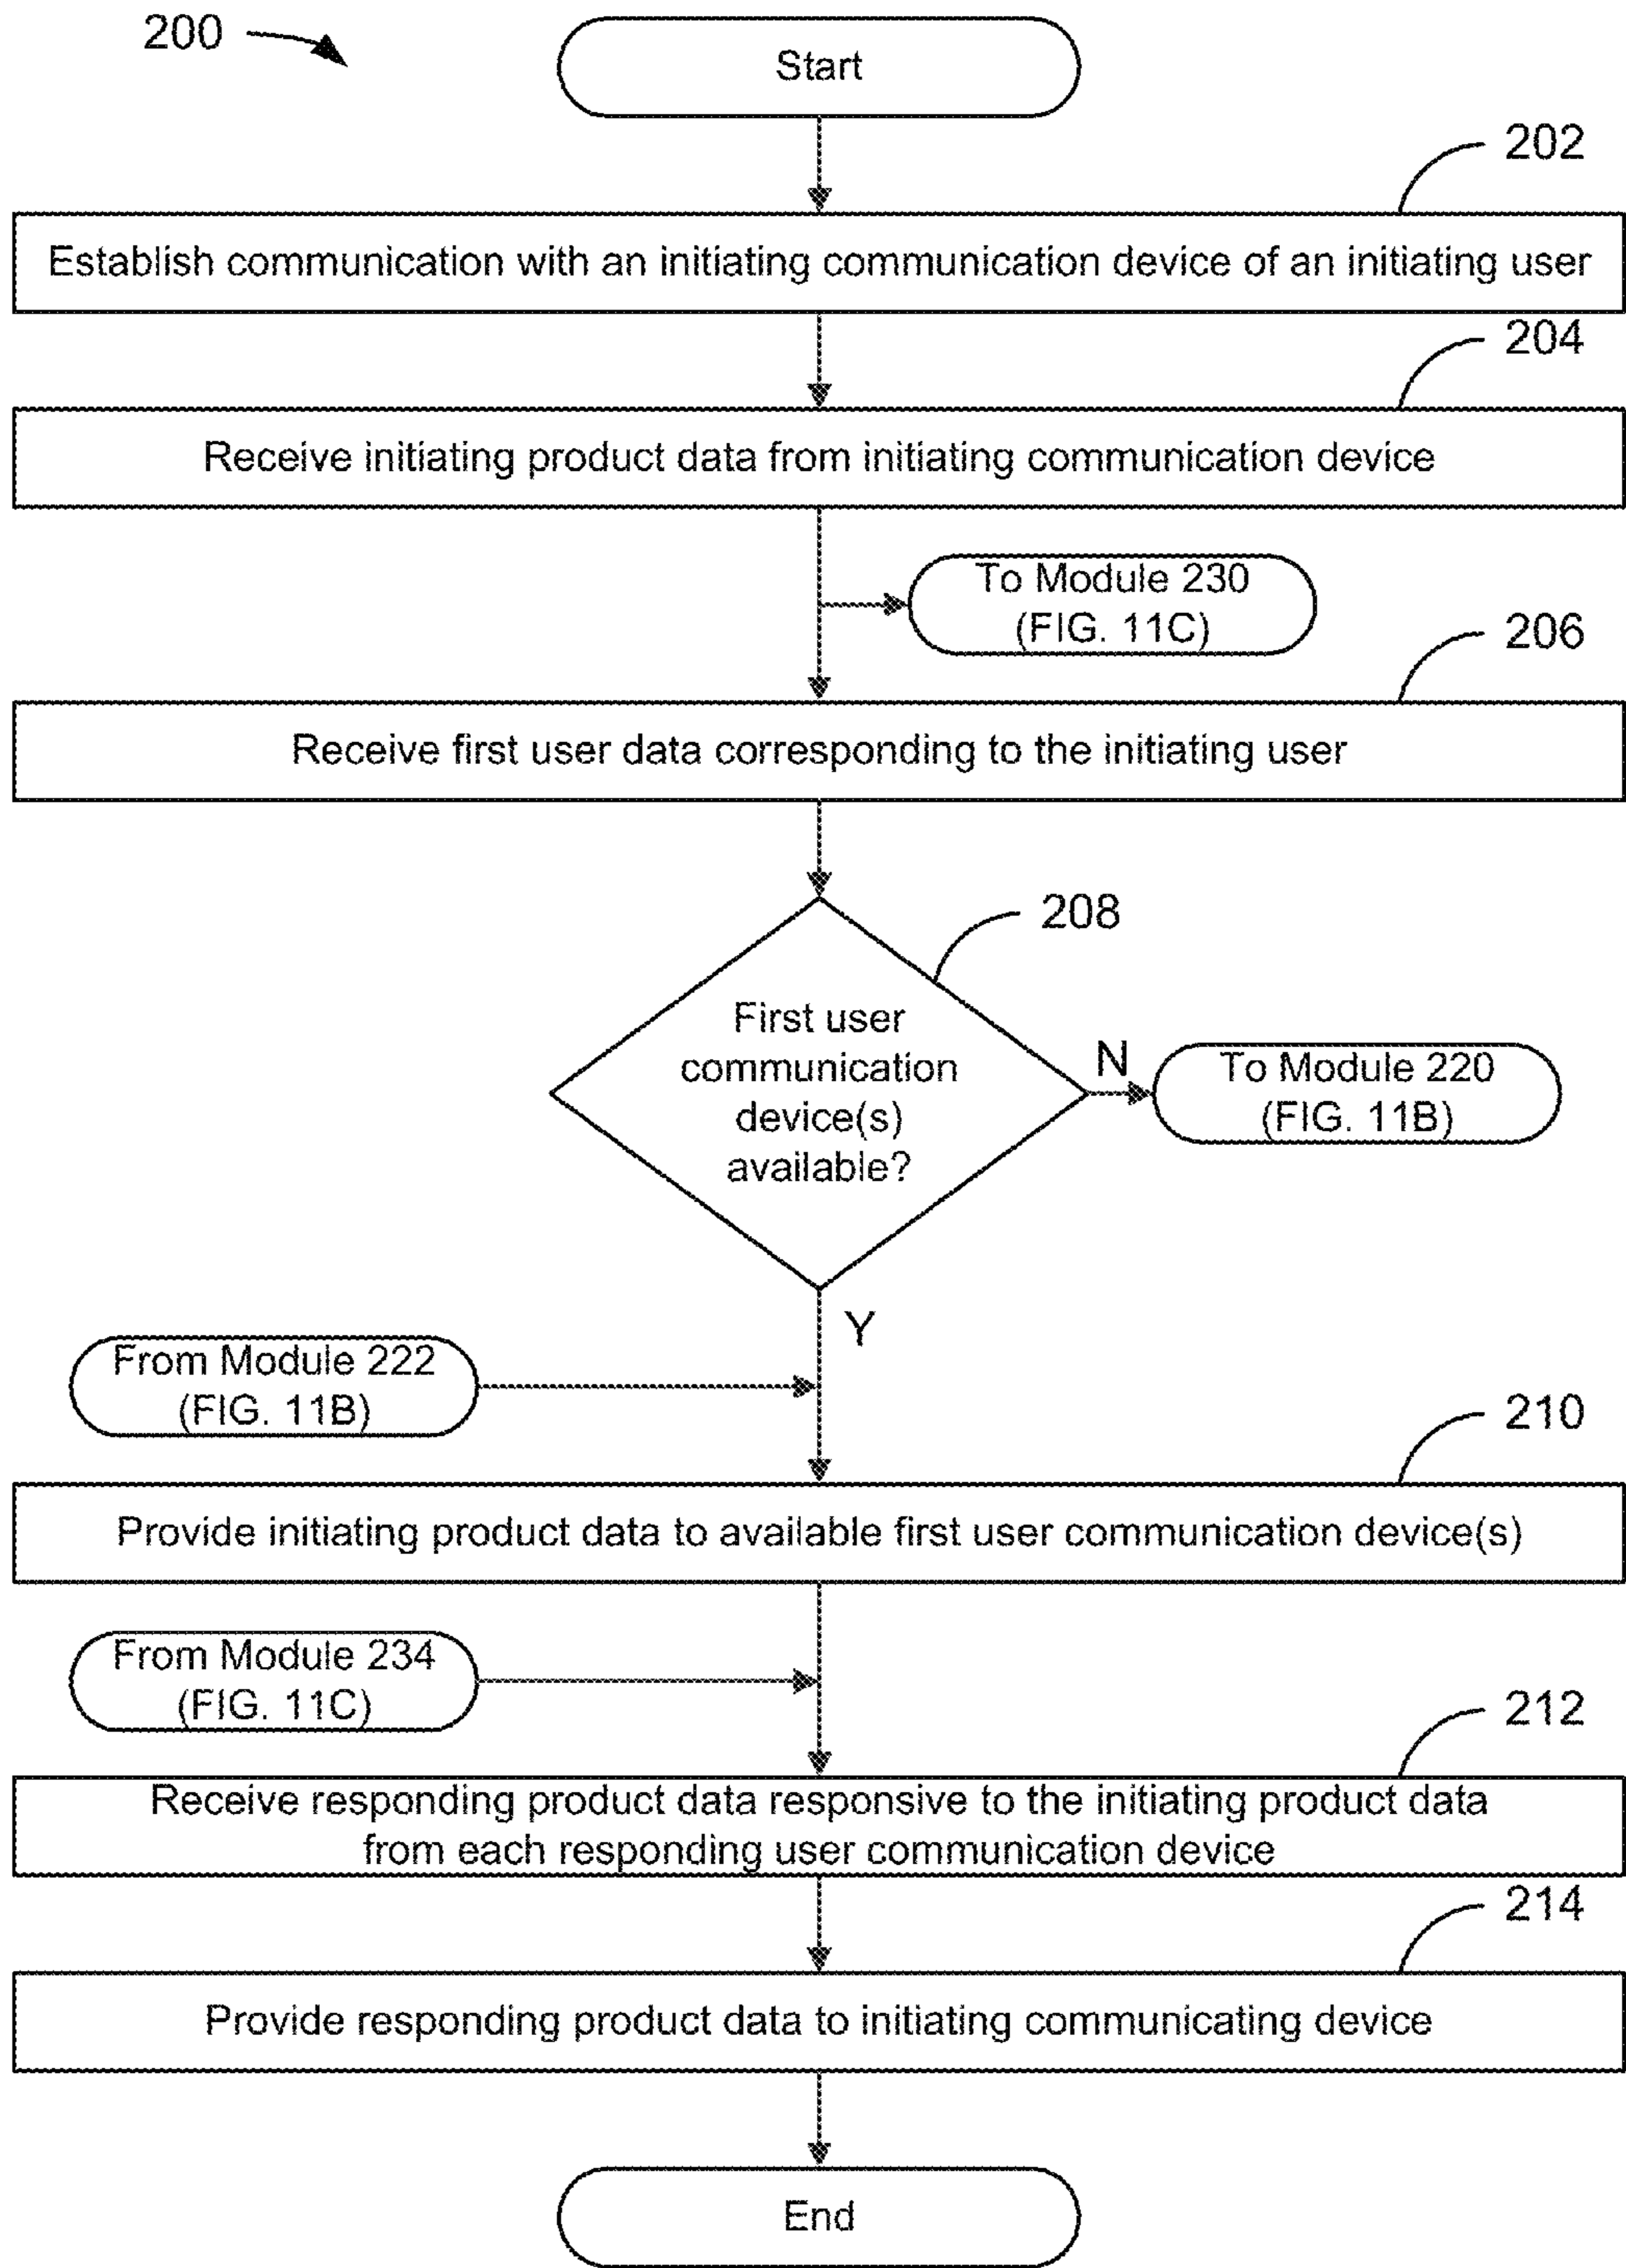 200
Start
202
Establish communication with an initiating communication device of an initiating user
204
Receive initiating product data from initiating communication device
To Module 230
(FIG. 11C)
206
Receive first user data corresponding to the initiating user
208
First user
communication
device(s)
available?
N
To Module 220
(FIG. 11B)
Y
From Module 222
(FIG. 11B)
210
Provide initiating product data to available first user communication device(s)
From Module 234
(FIG. 11C)
212
Receive responding product data responsive to the initiating product data
from each responding user communication device
214
Provide responding product data to initiating communicating device
End